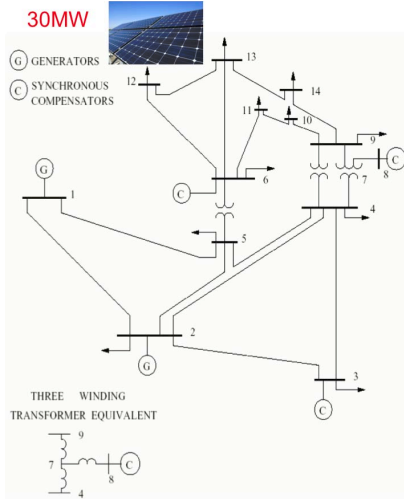 30MW
G GENERATORS
C SYNCHRONOUS
COMPENSATORS
13
12
14
11
10
9
C
8
7
6
C
G
1
4
5
2
G
3
C
THREE WINDING
TRANSFORMER EQUIVALENT
9
7
C
8
4